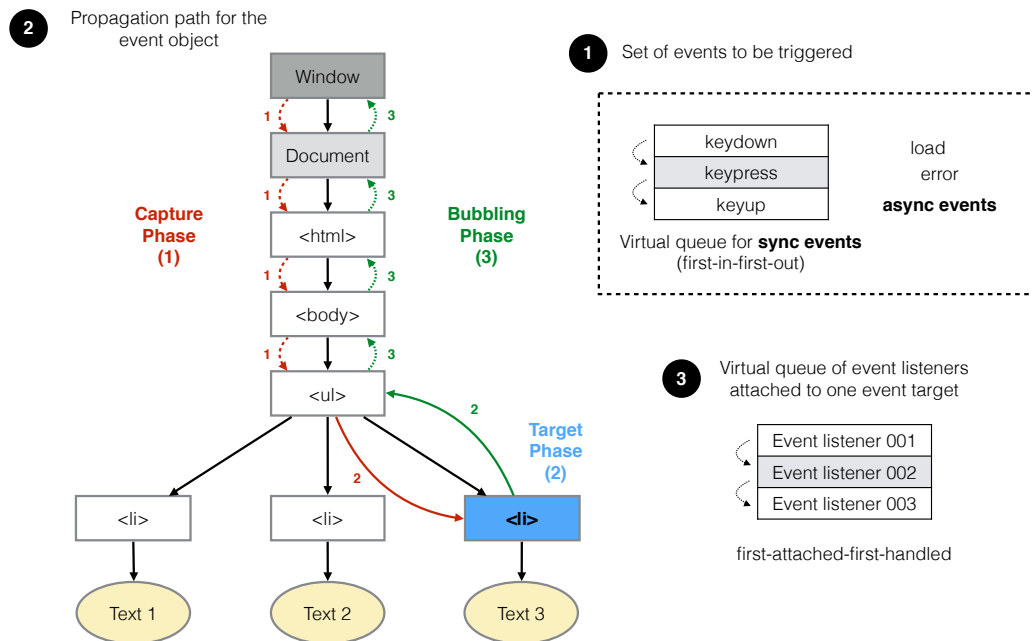 2
Propagation path for the
event object
Window
1
3
Document
1
3
Capture
Phase
(1)
Bubbling
Phase
(3)
<html>
1
3
<body>
1
3
<ul>
2
2
Target
Phase
(2)
<li>
<li>
<li>
Text 1
Text 2
Text 3
1
Set of events to be triggered
keydown
keypress
keyup
load
error
async events
Virtual queue for sync events
(first-in-first-out)
3
Virtual queue of event listeners
attached to one event target
Event listener 001
Event listener 002
Event listener 003
first-attached-first-handled